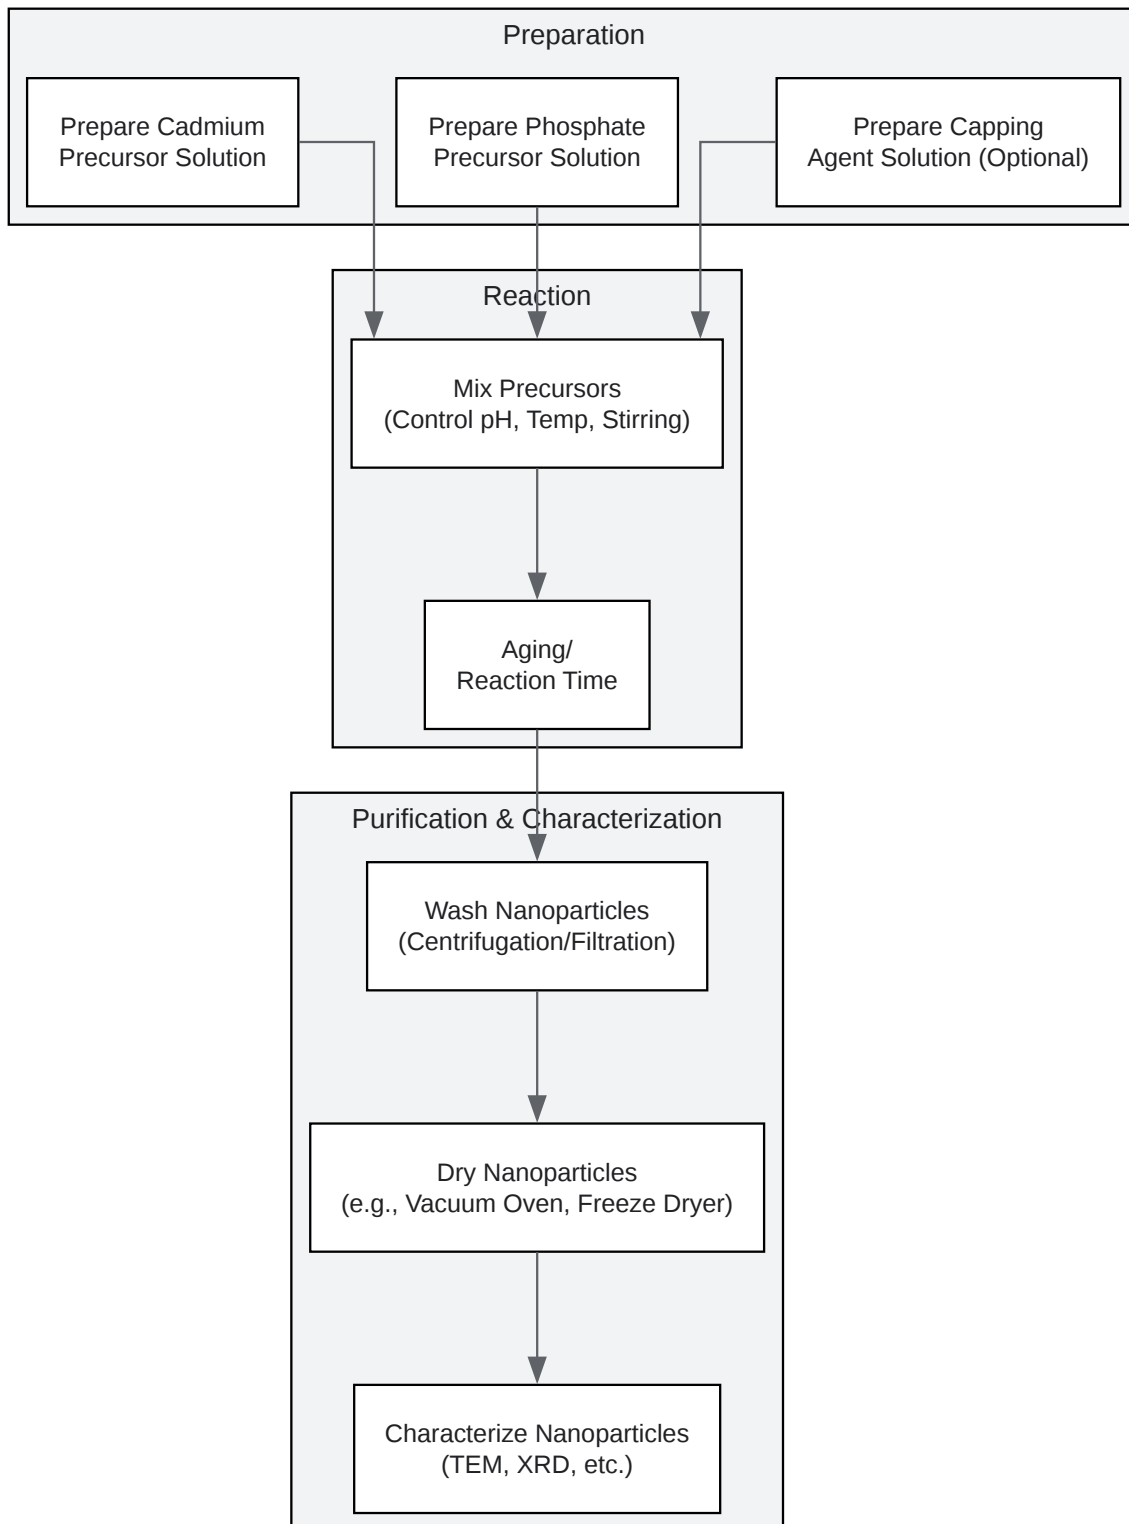 Preparation
Prepare Cadmium
Precursor Solution
Prepare Phosphate
Precursor Solution
Prepare Capping
Agent Solution (Optional)
Reaction
Mix Precursors
(Control pH, Temp, Stirring)
Aging/
Reaction Time
Purification & Characterization
Wash Nanoparticles
(Centrifugation/Filtration)
Dry Nanoparticles
(e.g., Vacuum Oven, Freeze Dryer)
Characterize Nanoparticles
(TEM, XRD, etc.)